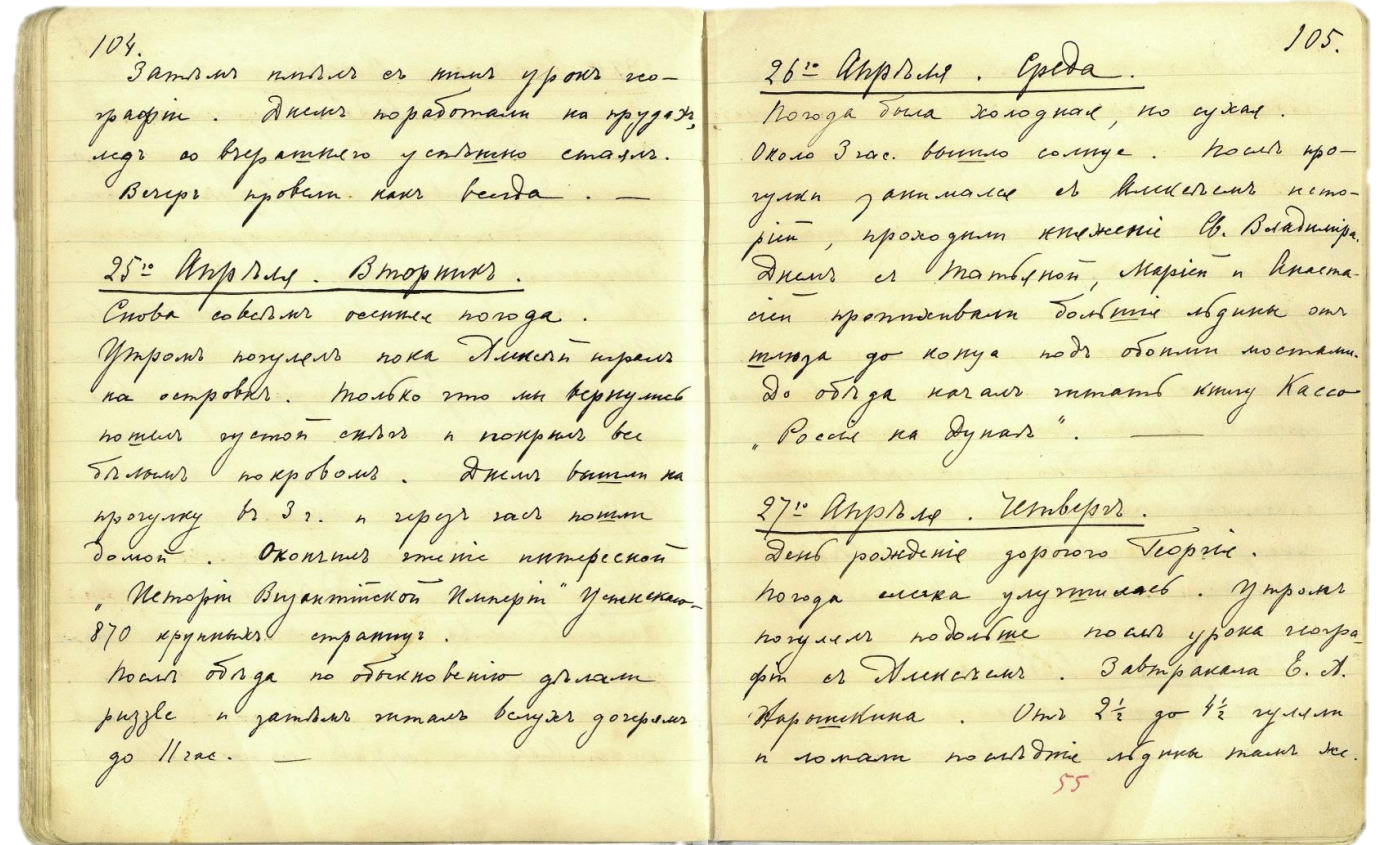 104.
Затѣмъ имѣлъ съ нимъ урокъ гео-
графіи. Днемъ поработали на прудахъ,
ледъ со вчерашняго успѣшно стаялъ.
Вечеръ провели какъ всегда. —
25го Апрѣля. Вторникъ.
Снова совсѣмъ осенняя погода.
Утромъ погулялъ пока Алексѣй игралъ
на островкѣ. Только что мы вернулись
пошелъ густой снѣгъ и покрылъ все
бѣлымъ покровомъ. Днемъ вышли на
прогулку въ 3 ч. и черезъ часъ пошли
домой. Окончилъ чтеніе интересной
„Исторіи Византійской Имперіи" Успенскаго —
870 крупныхъ страницъ.
Послѣ обѣда по обыкновенію дѣлали
puzzle и затѣмъ читалъ вслухъ дочерямъ
до 11 час. —
105.
26го Апрѣля. Среда.
Погода была холодная, но сухая.
Около 3 час. вышло солнце. Послѣ про-
гулки занимался съ Алексѣемъ исто-
ріей, проходили княженіе Св. Владиміра.
Днемъ съ Татьяной, Маріей и Анаста-
сіей пропихивали большіе льдины отъ
шлюза до конца подъ обоими мостами.
До обѣда началъ читать книгу Кассо
„Россія на Дунаѣ". —
27го Апрѣля. Четвергъ.
День рожденія дорогого Георгія.
Погода слегка улучшилась. Утромъ
погулялъ подольше послѣ урока геогра-
фіи съ Алексѣемъ. Завтракала Е. А.
Нарышкина. Отъ 2½ до 4½ гуляли
и ломали послѣдніе льдины тамъ же.
55